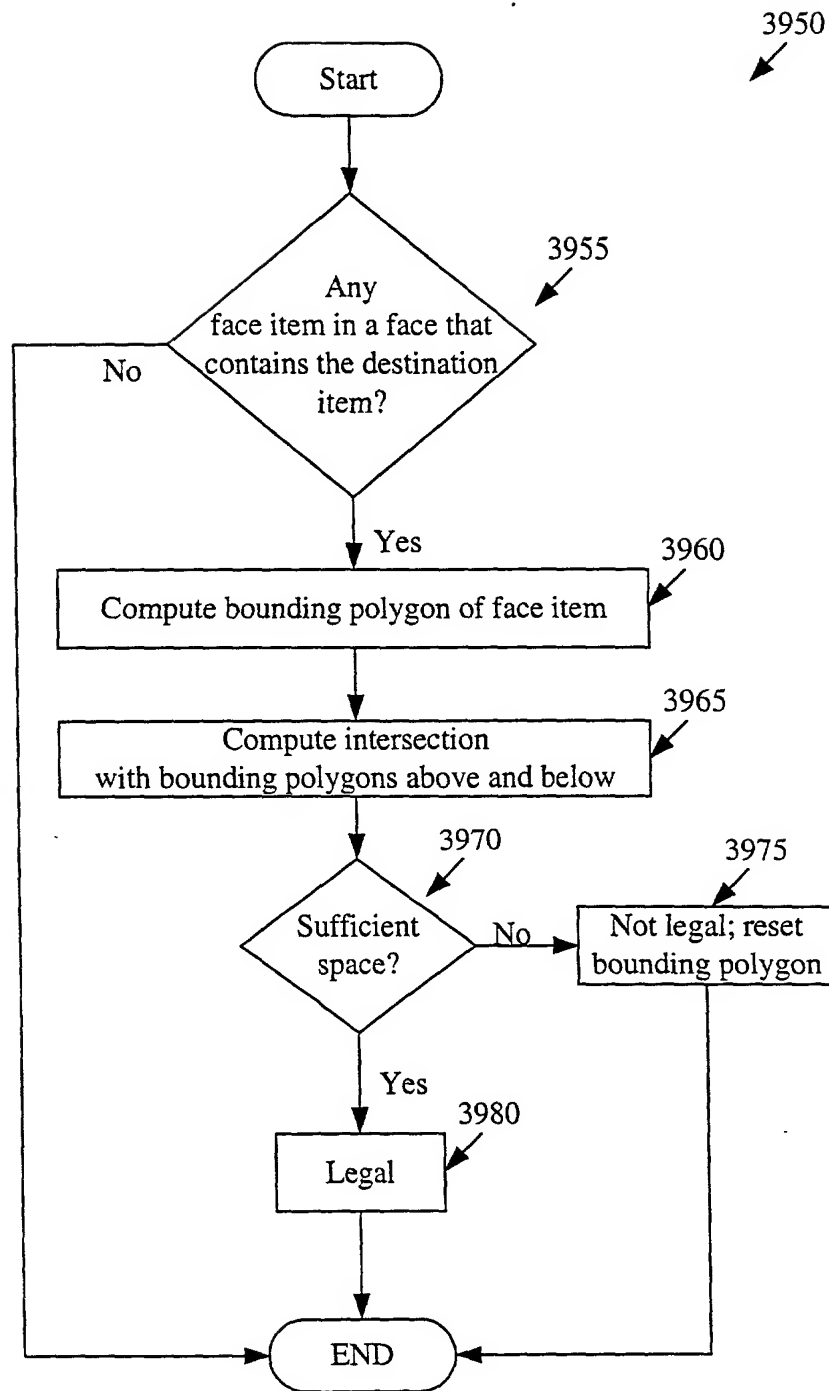 3950
Start
3955
Any
face item in a face that
contains the destination
item?
No
Yes
3960
Compute bounding polygon of face item
3965
Compute intersection
with bounding polygons above and below
3970
3975
Sufficient
space?
No
Not legal; reset
bounding polygon
Yes
3980
Legal
END